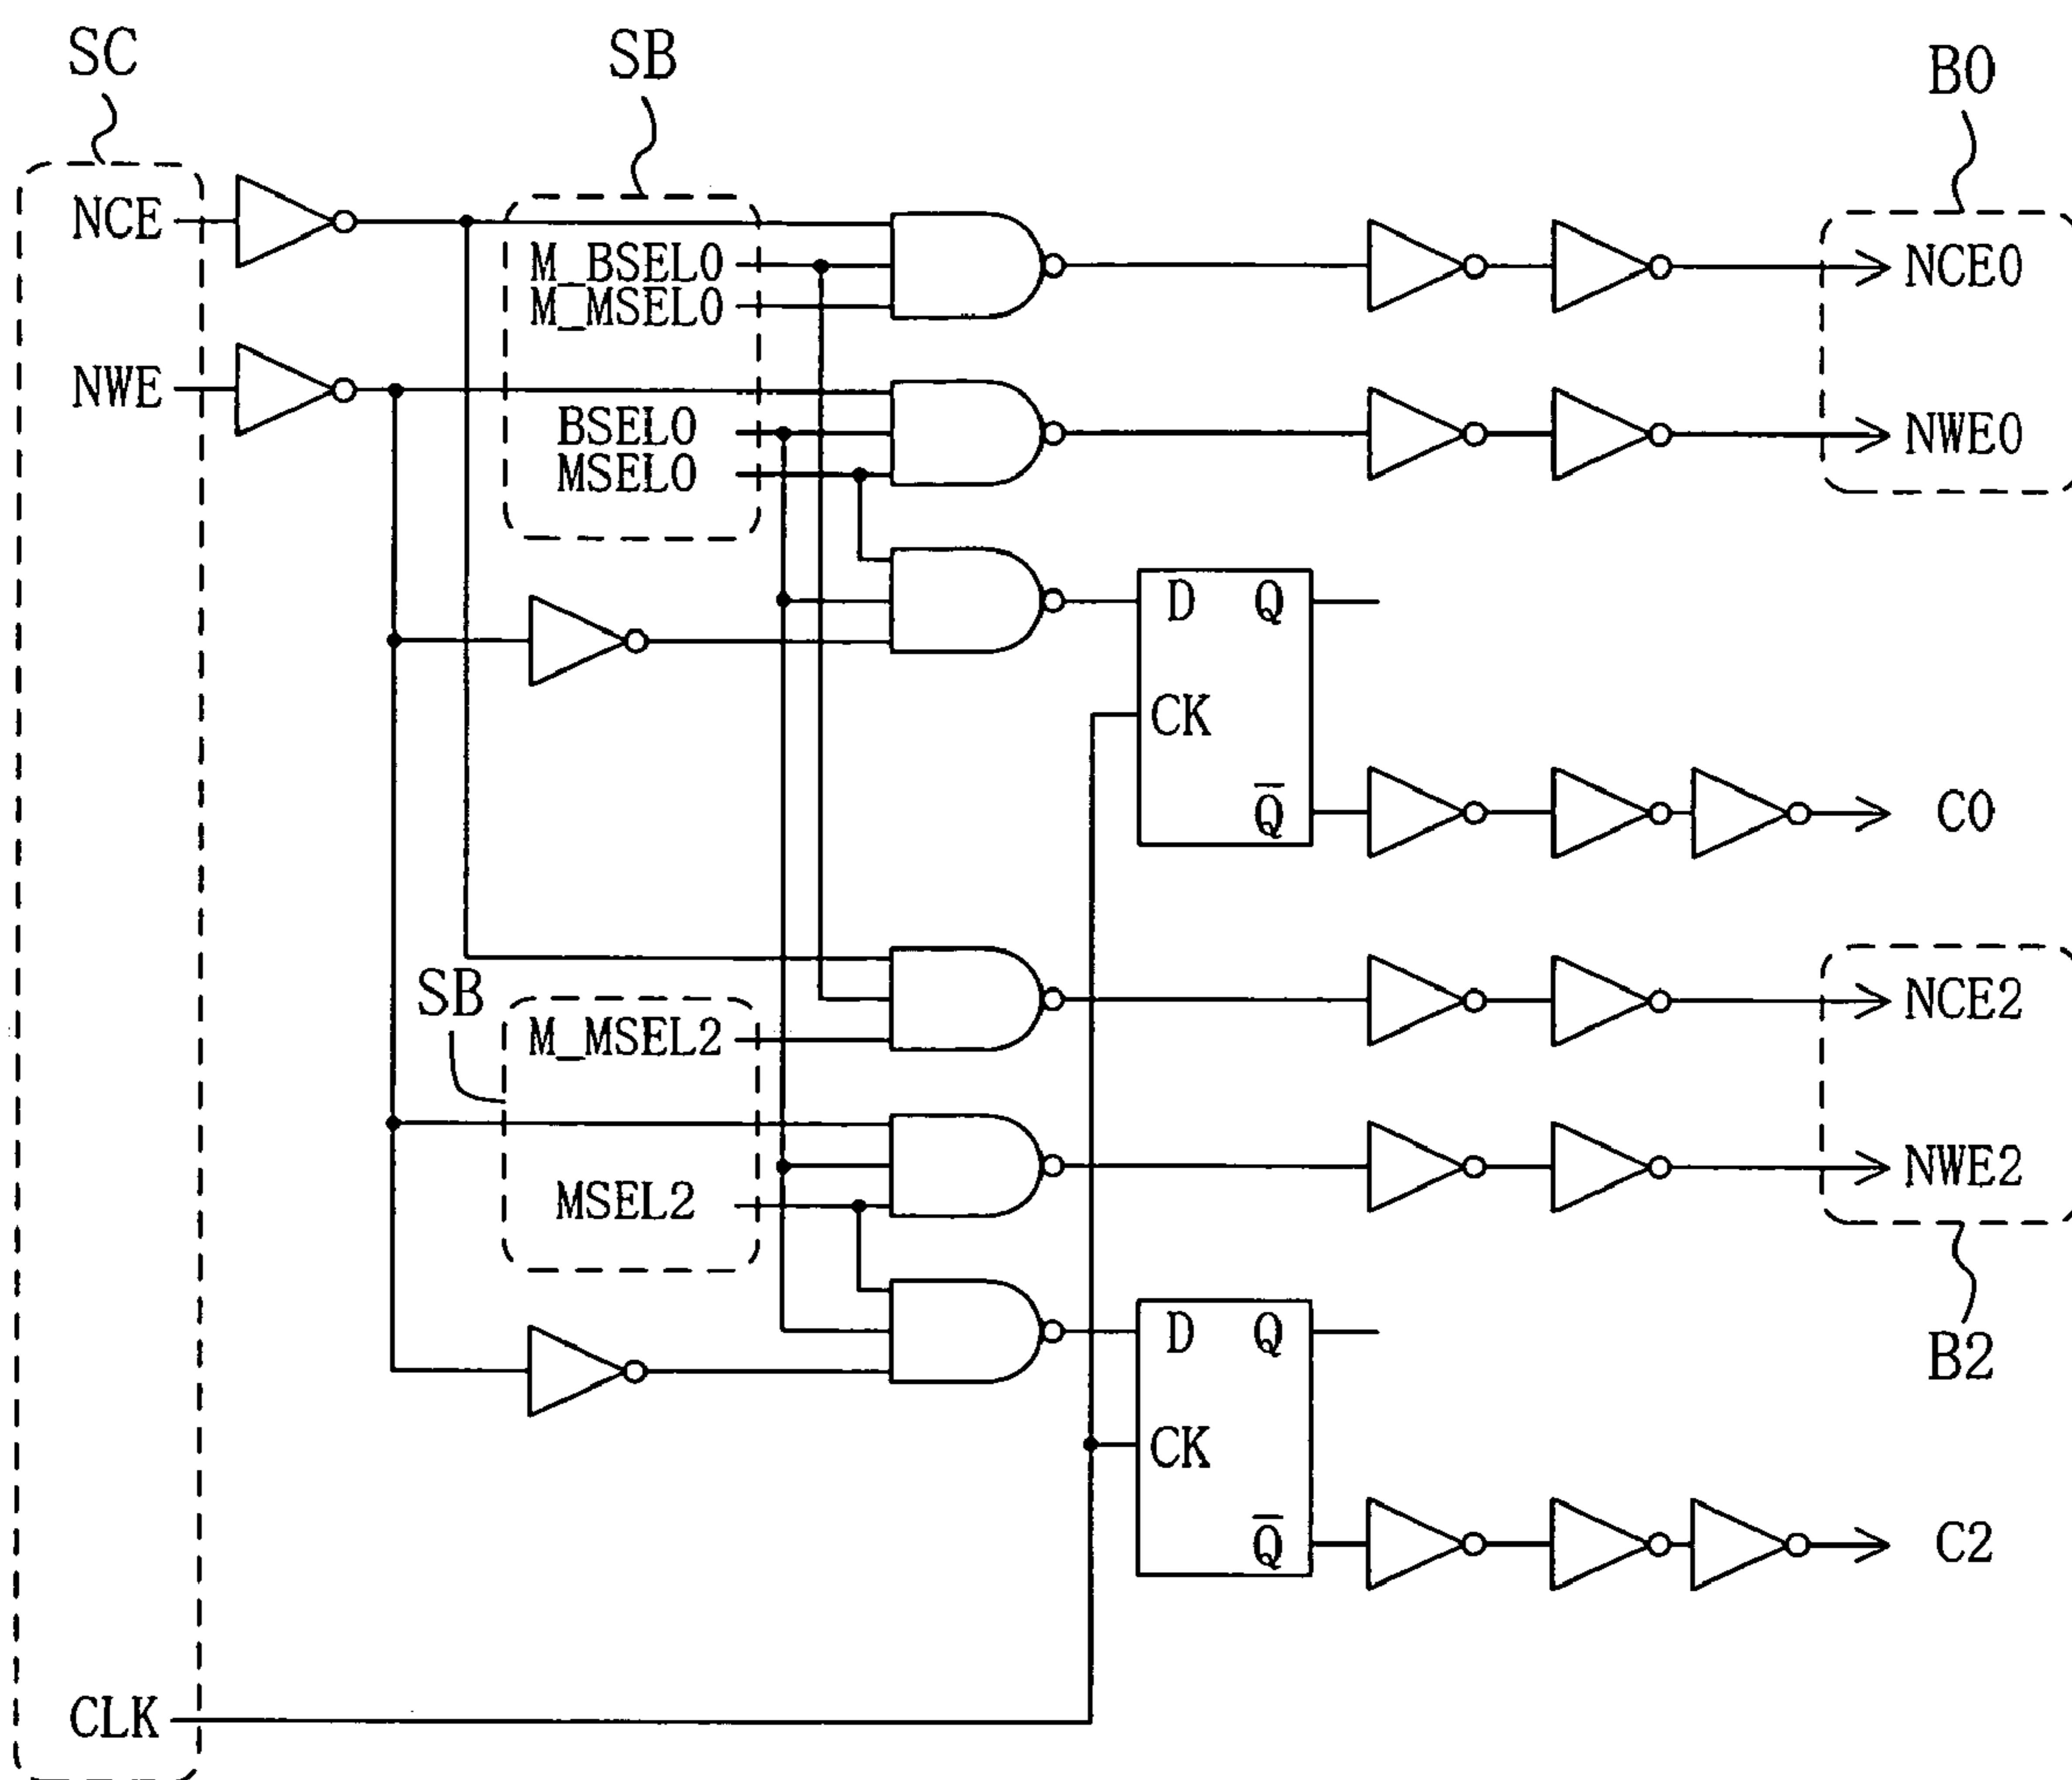 SC
SB
B0
NCE
M_BSEL0
M_MSEL0
NCE0
NWE
BSEL0
MSEL0
NWE0
D Q
CK
Q̅
C0
SB
M_MSEL2
NCE2
MSEL2
NWE2
D Q
B2
CK
Q̅
C2
CLK